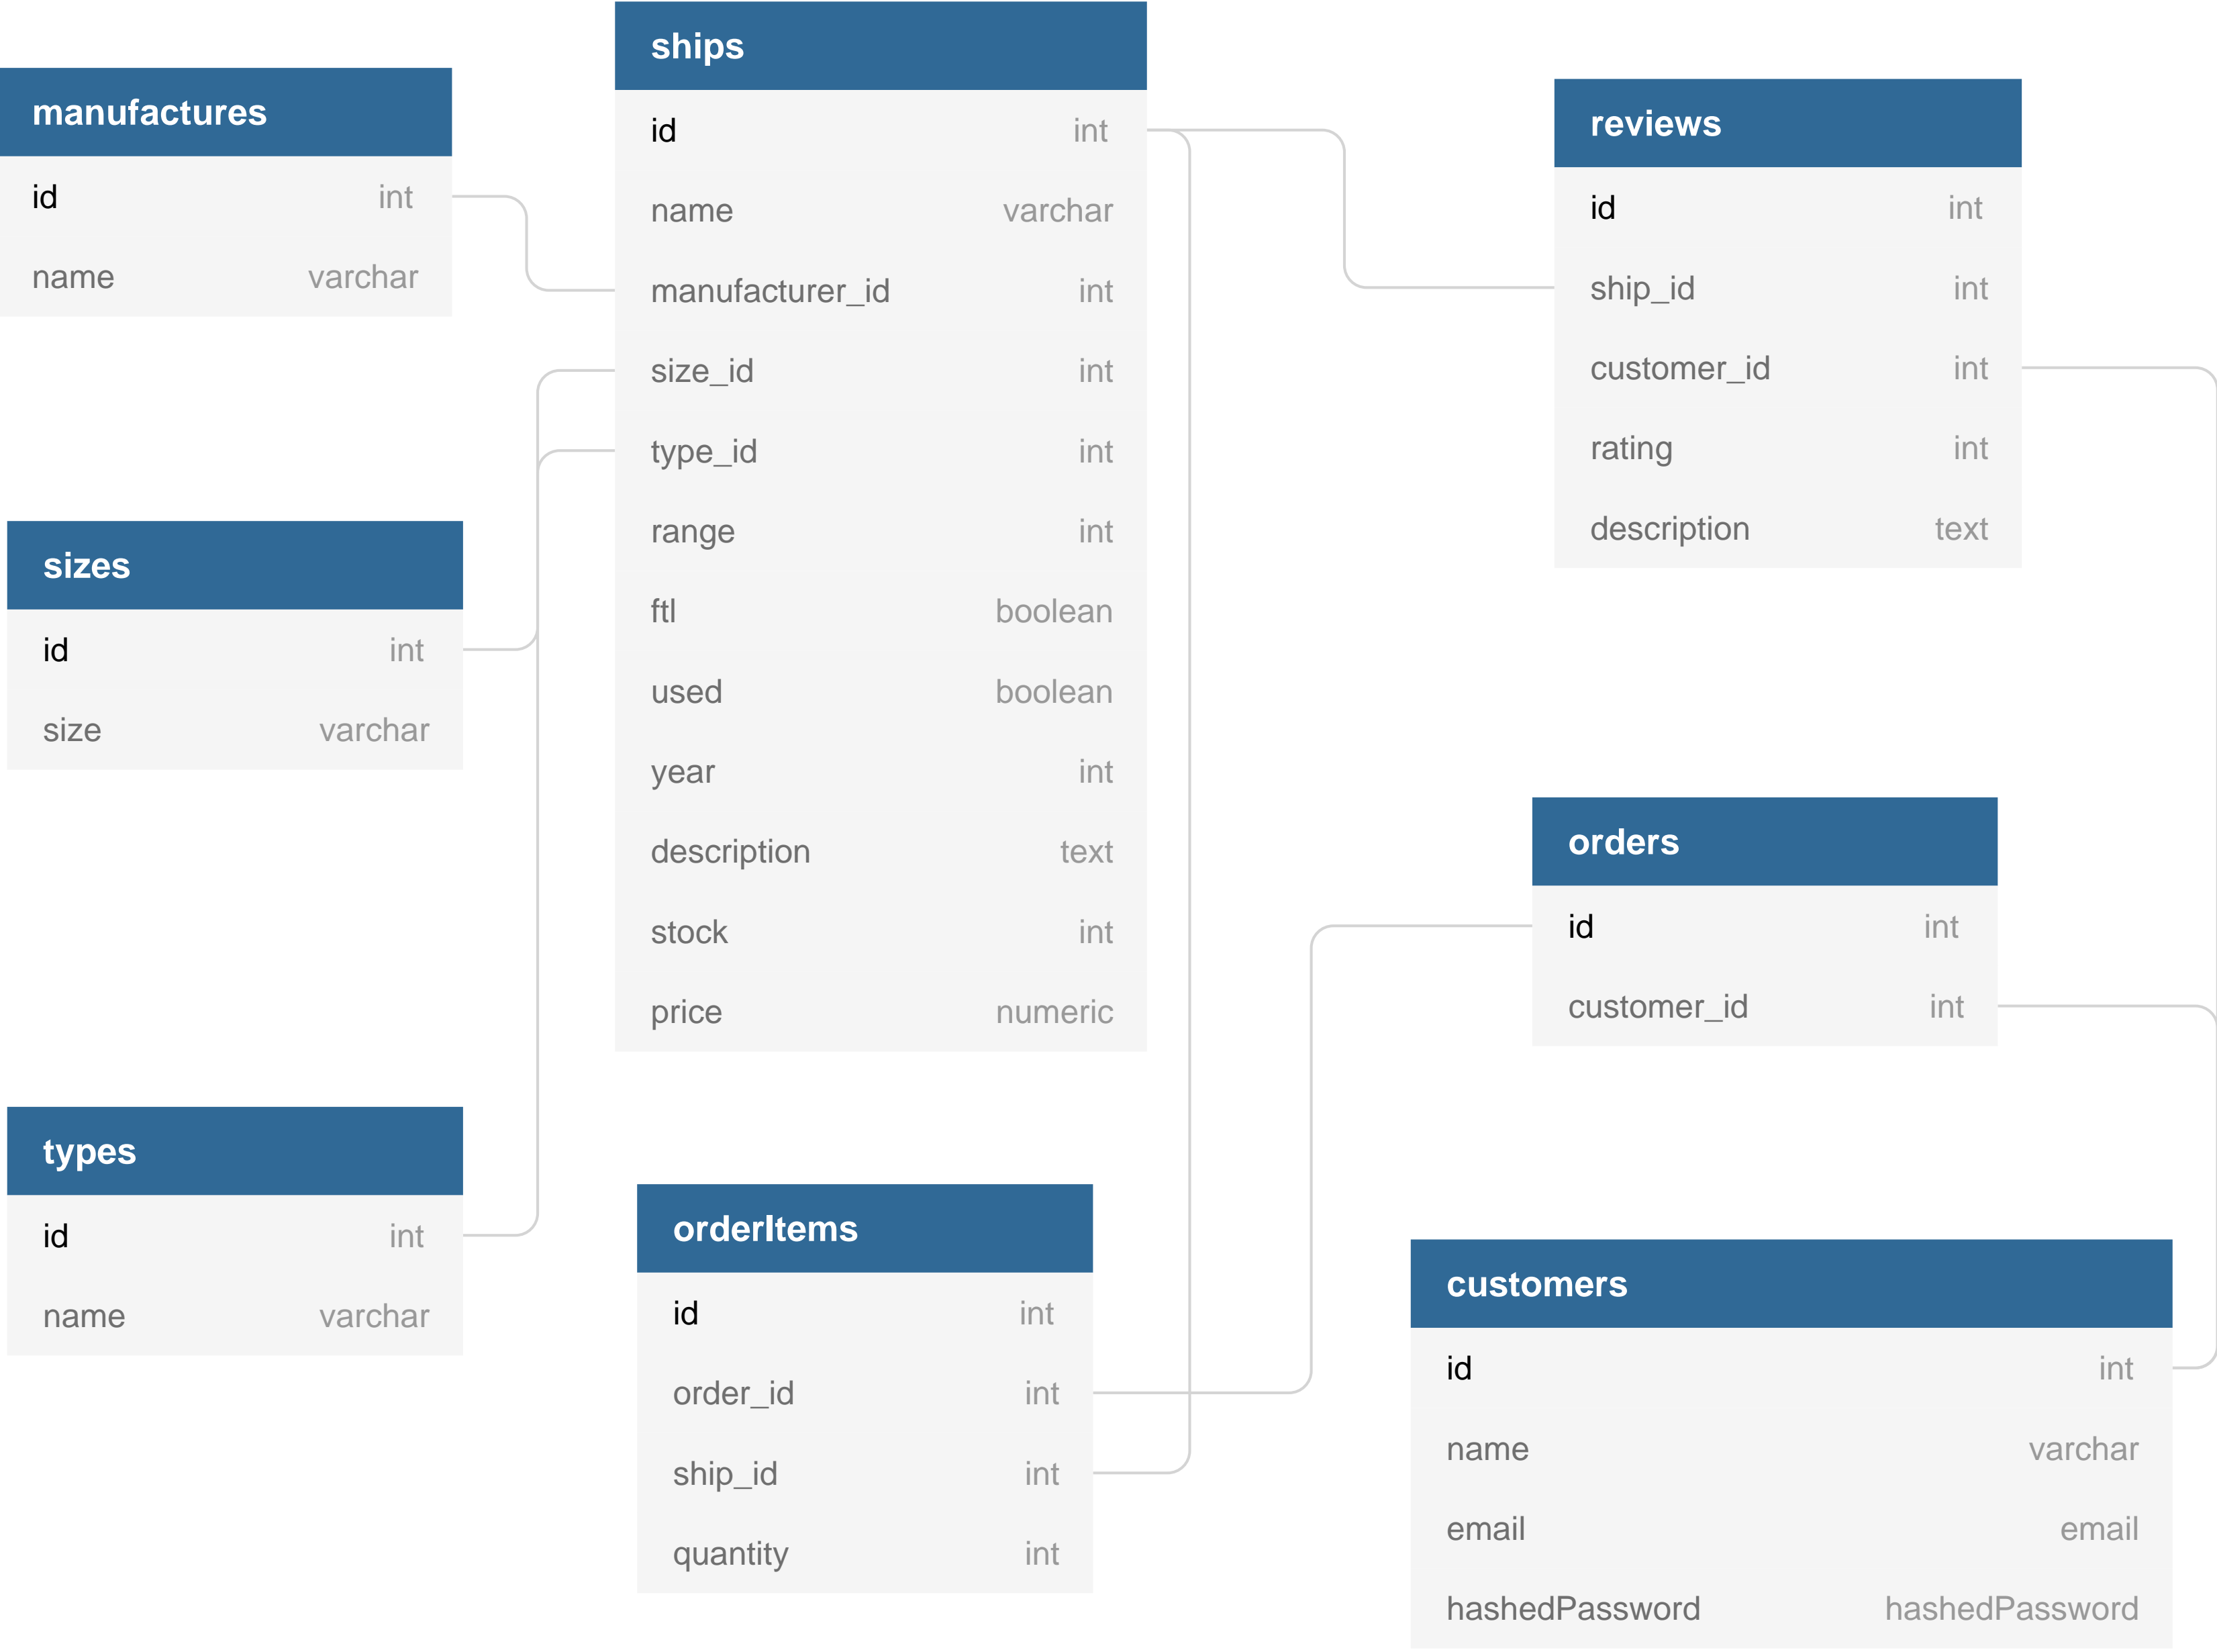 manufactures
id int
name varchar
sizes
id int
size varchar
types
id int
name varchar
ships
id int
name varchar
manufacturer_id int
size_id int
type_id int
range int
ftl boolean
used boolean
year int
description text
stock int
price numeric
orderItems
id int
order_id int
ship_id int
quantity int
reviews
id int
ship_id int
customer_id int
rating int
description text
orders
id int
customer_id int
customers
id int
name varchar
email email
hashedPassword hashedPassword